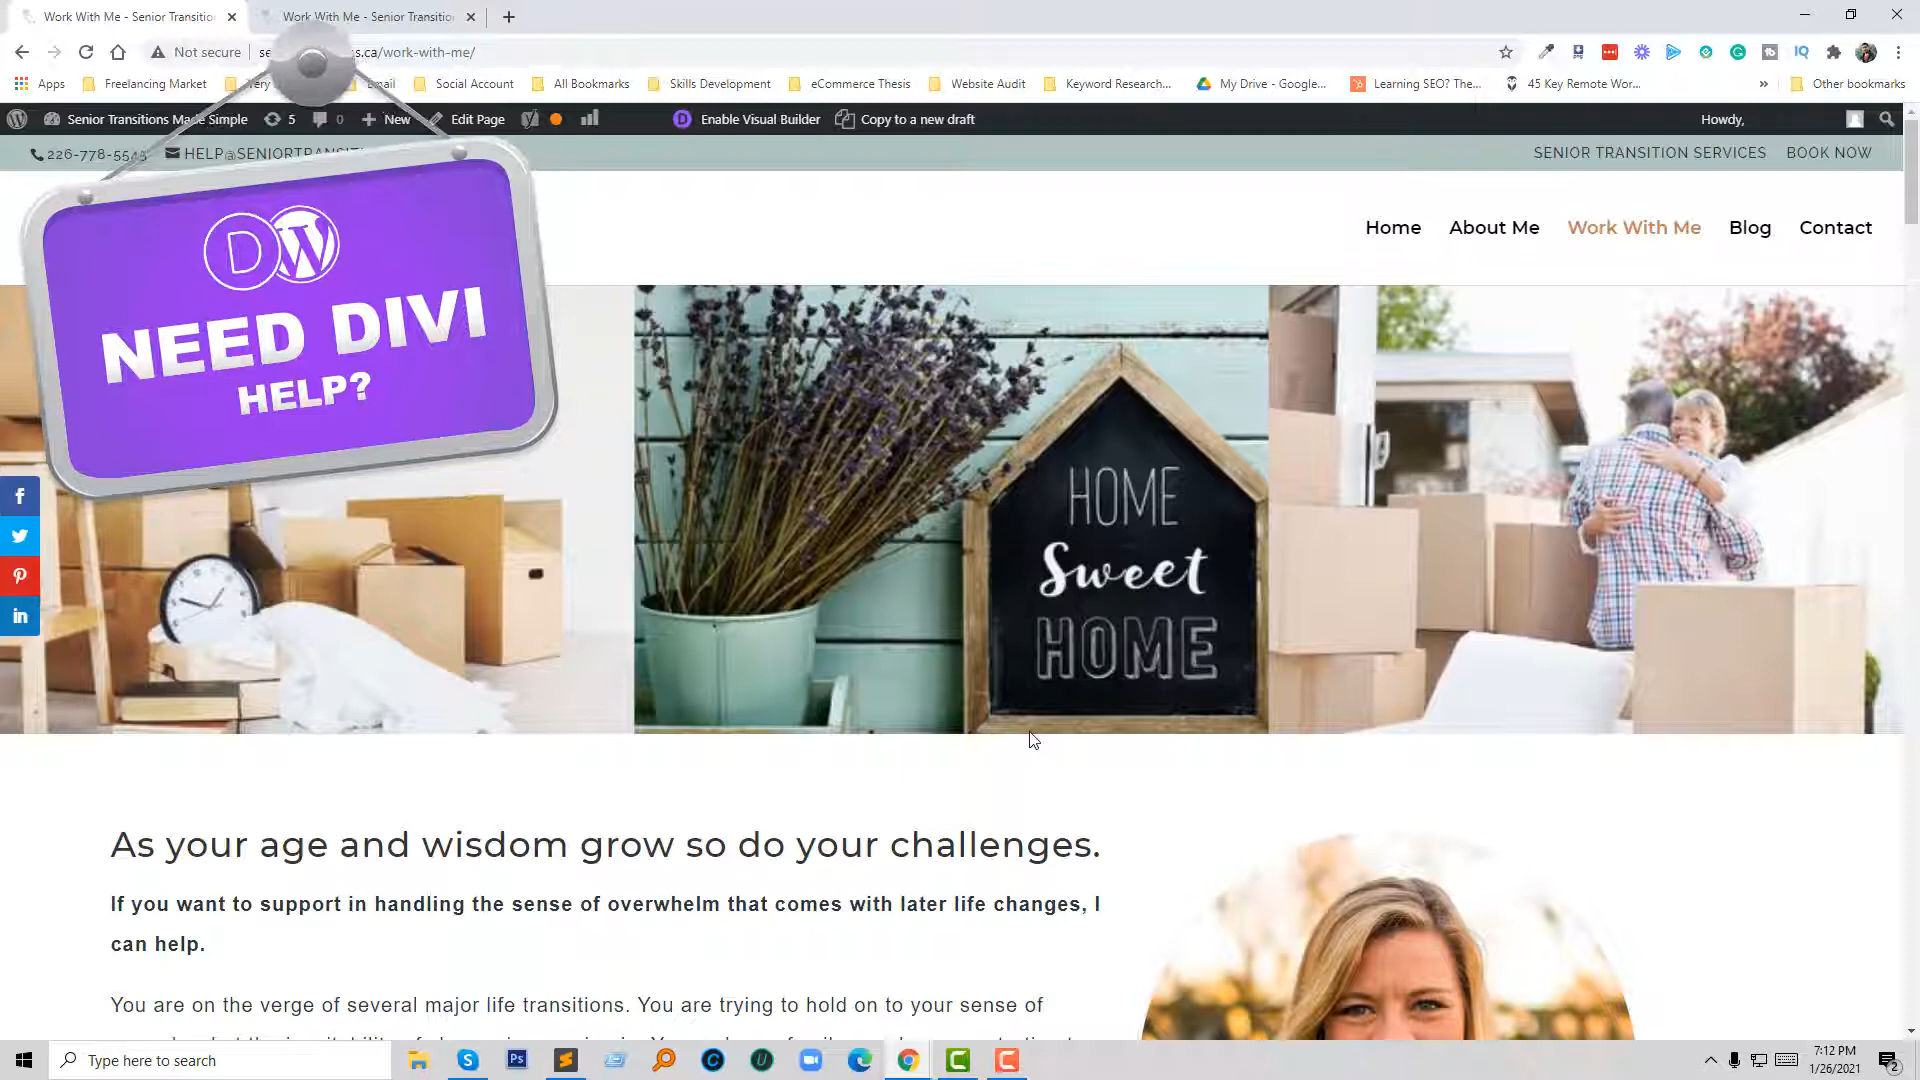 Work With Me - Senior Transitio
Work With Me - Senior Transitio
Not secure
s.ca/work-with-me/
Apps
Freelancing Market
Email
Social Account
All Bookmarks
Skills Development
eCommerce Thesis
Website Audit
Keyword Research...
My Drive - Google...
Learning SEO? The...
45 Key Remote Wor...
»
Other bookmarks
Senior Transitions Made Simple
5
0
New
Edit Page
Enable Visual Builder
Copy to a new draft
Howdy,
226-778-5545
HELP@SENIORTRANSITI
SENIOR TRANSITION SERVICES
BOOK NOW
Home
About Me
Work With Me
Blog
Contact
D W
NEED DIVI
HELP?
HOME
Sweet
HOME
As your age and wisdom grow so do your challenges.
If you want to support in handling the sense of overwhelm that comes with later life changes, I
can help.
You are on the verge of several major life transitions. You are trying to hold on to your sense of
Type here to search
7:12 PM
1/26/2021
2